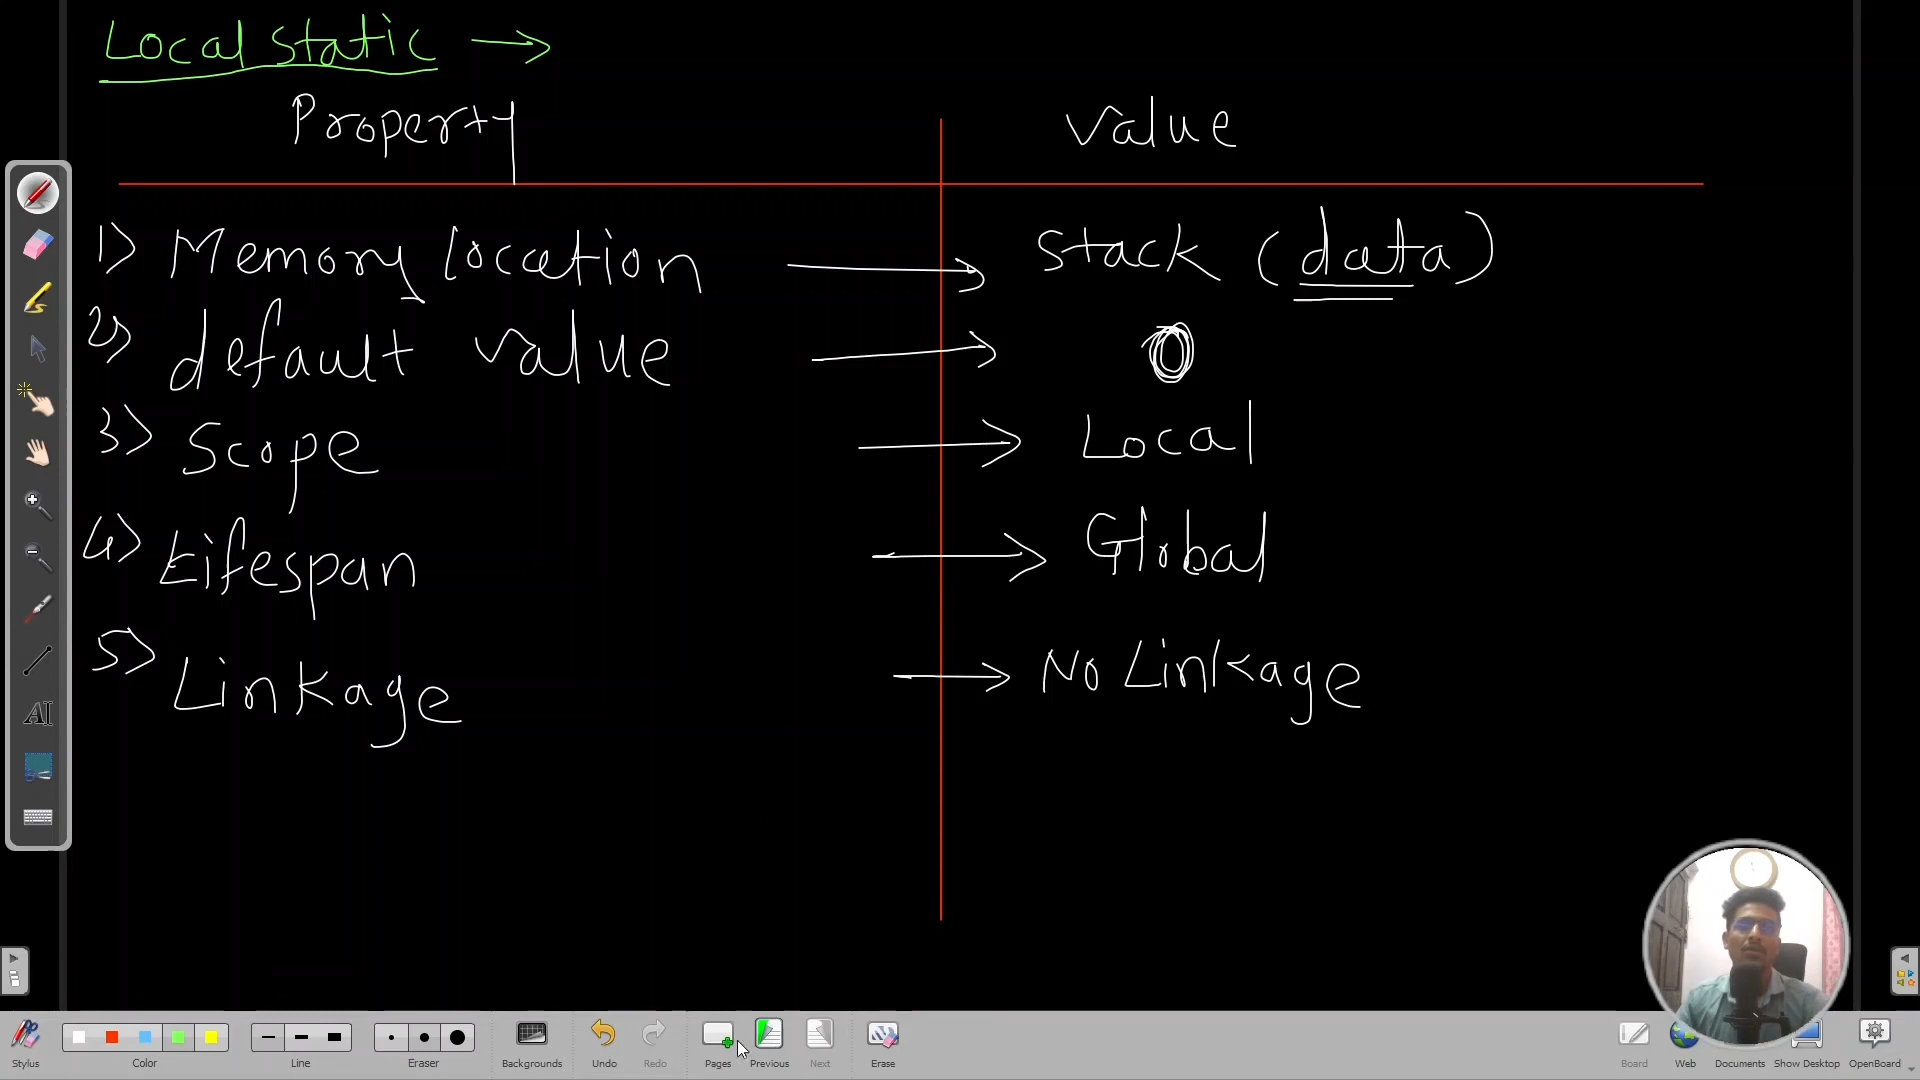 Local static →
Property value
1) Memory location → stack (data)
2) default value → 0
3) Scope → Local
4) Lifespan → Global
5) Linkage → No Linkage
AI
Stylus Color Line Eraser Backgrounds Undo Redo Pages Previous Next Erase Board Web Documents Show Desktop OpenBoard